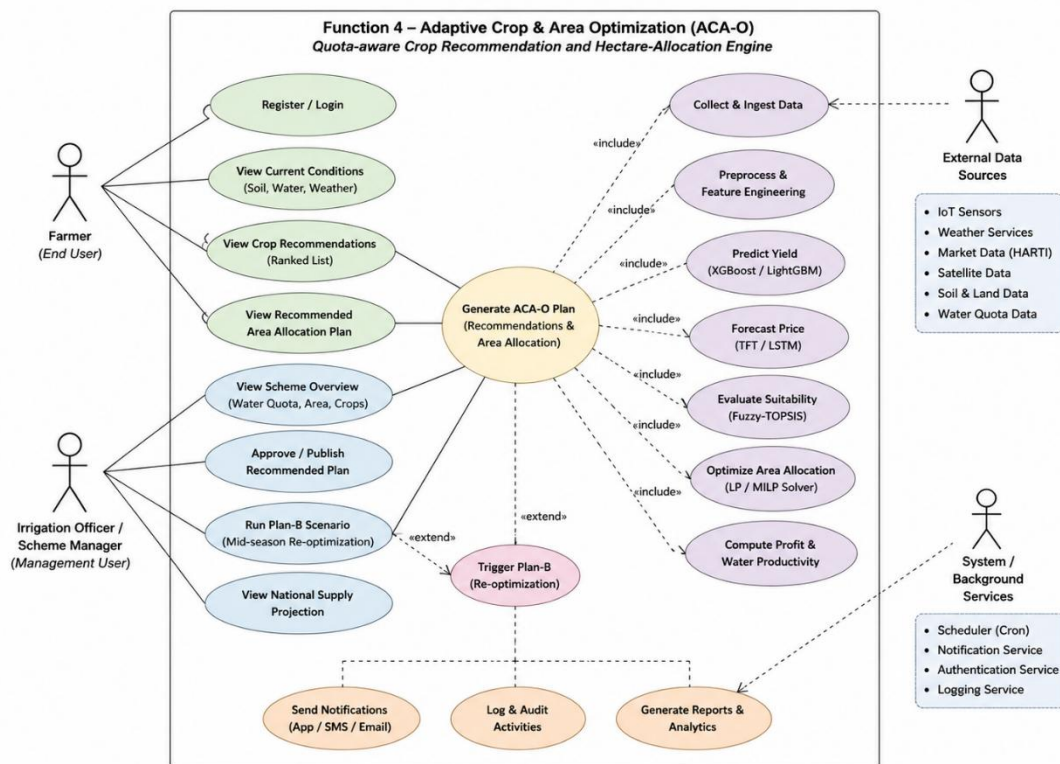 Function 4 – Adaptive Crop & Area Optimization (ACA-O)
Quota-aware Crop Recommendation and Hectare-Allocation Engine
Register / Login
View Current Conditions
(Soil, Water, Weather)
View Crop Recommendations
(Ranked List)
View Recommended
Area Allocation Plan
View Scheme Overview
(Water Quota, Area, Crops)
Approve / Publish
Recommended Plan
Run Plan-B Scenario
(Mid-season Re-optimization)
View National Supply
Projection
Farmer
(End User)
Irrigation Officer /
Scheme Manager
(Management User)
Generate ACA-O Plan
(Recommendations &
Area Allocation)
«extend»
«extend»
Trigger Plan-B
(Re-optimization)
«include»
«include»
«include»
«include»
«include»
«include»
«include»
Collect & Ingest Data
Preprocess &
Feature Engineering
Predict Yield
(XGBoost / LightGBM)
Forecast Price
(TFT / LSTM)
Evaluate Suitability
(Fuzzy-TOPSIS)
Optimize Area Allocation
(LP / MILP Solver)
Compute Profit &
Water Productivity
Send Notifications
(App / SMS / Email)
Log & Audit
Activities
Generate Reports &
Analytics
External Data
Sources
• IoT Sensors
• Weather Services
• Market Data (HARTI)
• Satellite Data
• Soil & Land Data
• Water Quota Data
System /
Background
Services
• Scheduler (Cron)
• Notification Service
• Authentication Service
• Logging Service